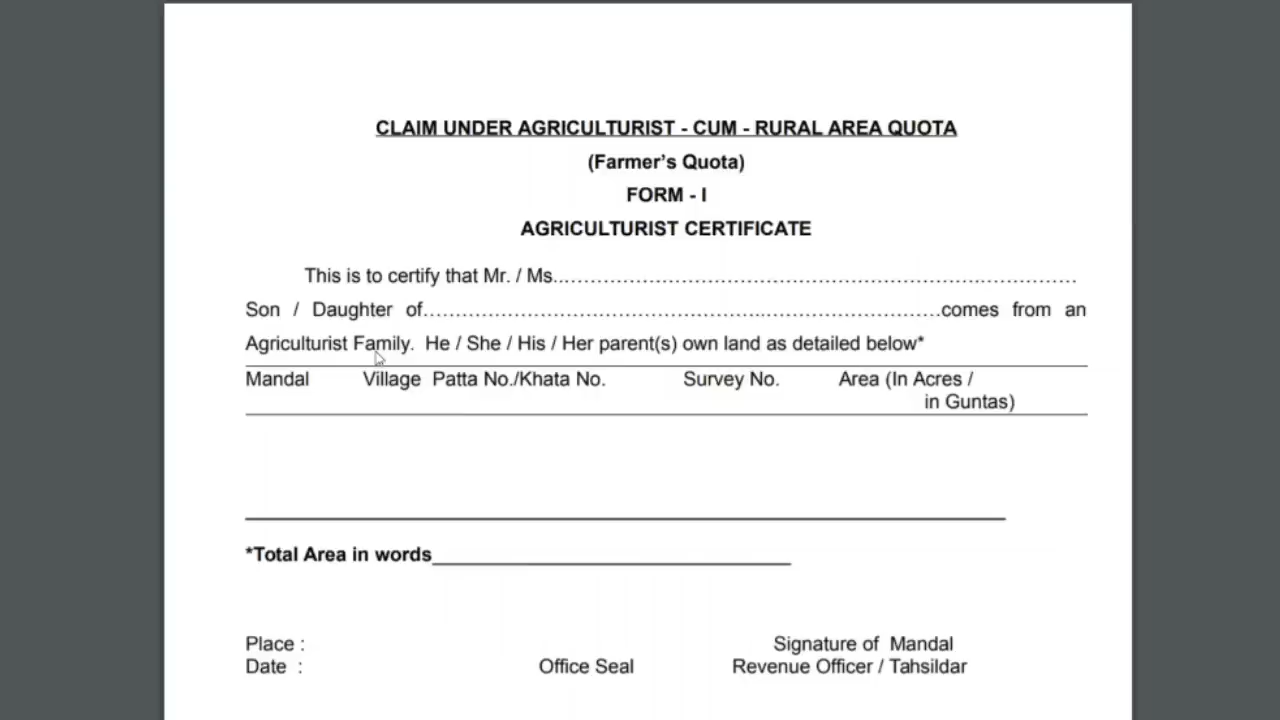 CLAIM UNDER AGRICULTURIST - CUM - RURAL AREA QUOTA
(Farmer’s Quota)
FORM - I
AGRICULTURIST CERTIFICATE
This is to certify that Mr. / Ms...………………………………………………………..……………
Son / Daughter of……………………………………………..………………………comes from an
Agriculturist Family. He / She / His / Her parent(s) own land as detailed below*
Mandal Village Patta No./Khata No. Survey No. Area (In Acres /
in Guntas)
*Total Area in words__________________________________
Place : Signature of Mandal
Date : Office Seal Revenue Officer / Tahsildar